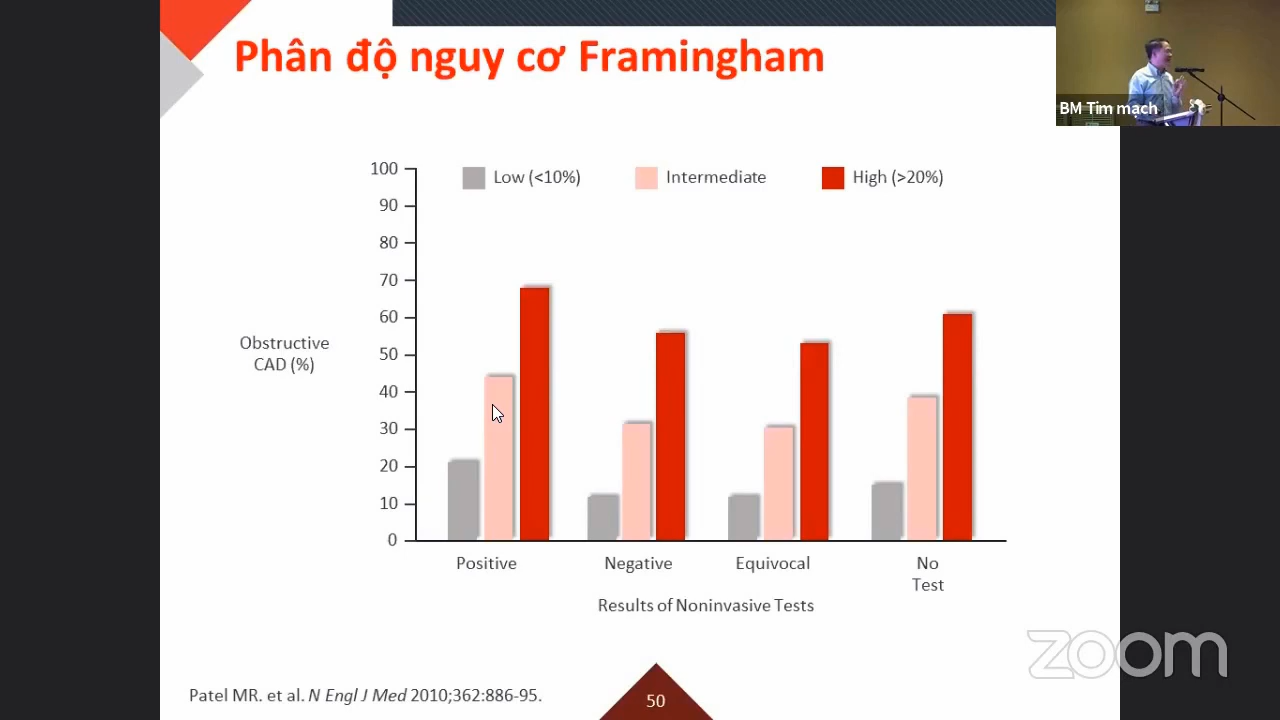 Phân độ nguy cơ Framingham
BM Tim mach
100
90
80
70
60
50
40
30
20
10
0
Low (<10%)
Intermediate
High (>20%)
Obstructive
CAD (%)
Positive
Negative
Equivocal
No
Test
Results of Noninvasive Tests
Patel MR. et al. N Engl J Med 2010;362:886-95.
50
zoom